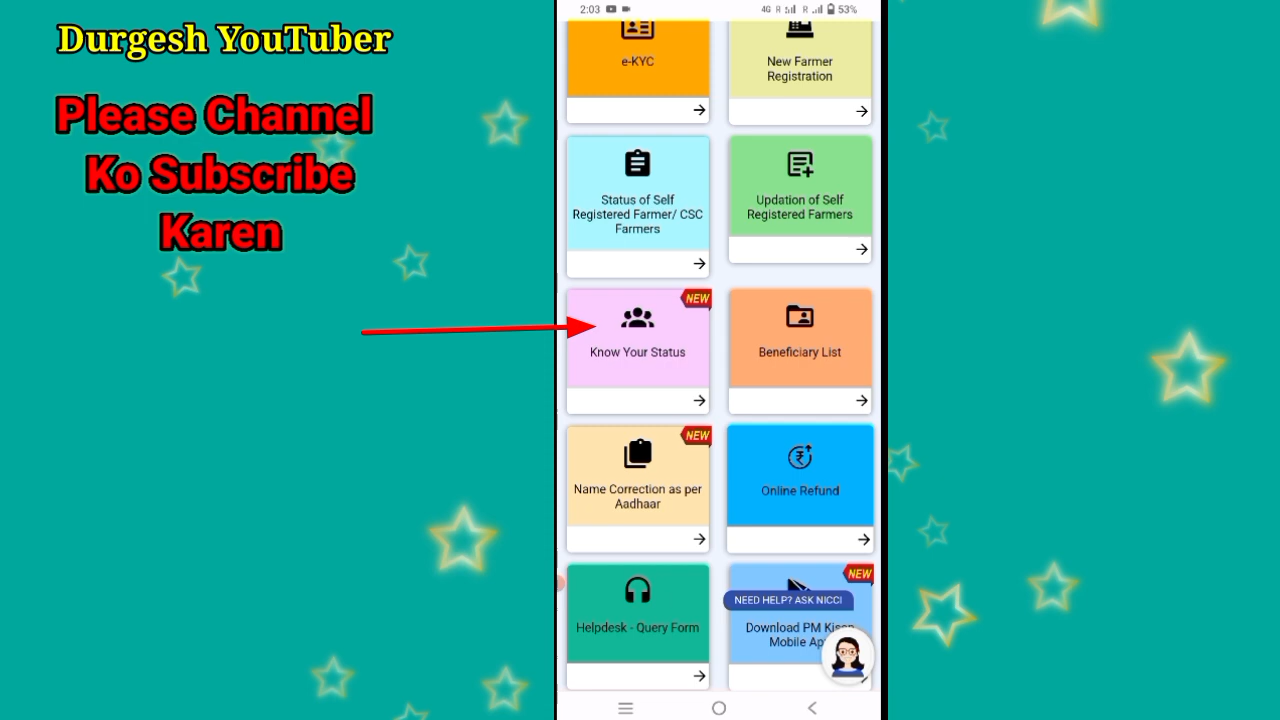 Durgesh YouTuber
Please Channel
Ko Subscribe
Karen
2:03
4G R R 53%
e-KYC
New Farmer
Registration
Status of Self
Registered Farmer/ CSC
Farmers
Updation of Self
Registered Farmers
NEW
Know Your Status
Beneficiary List
NEW
Name Correction as per
Aadhaar
Online Refund
Helpdesk - Query Form
NEW
NEED HELP? ASK NICCI
Download PM Kisan
Mobile App